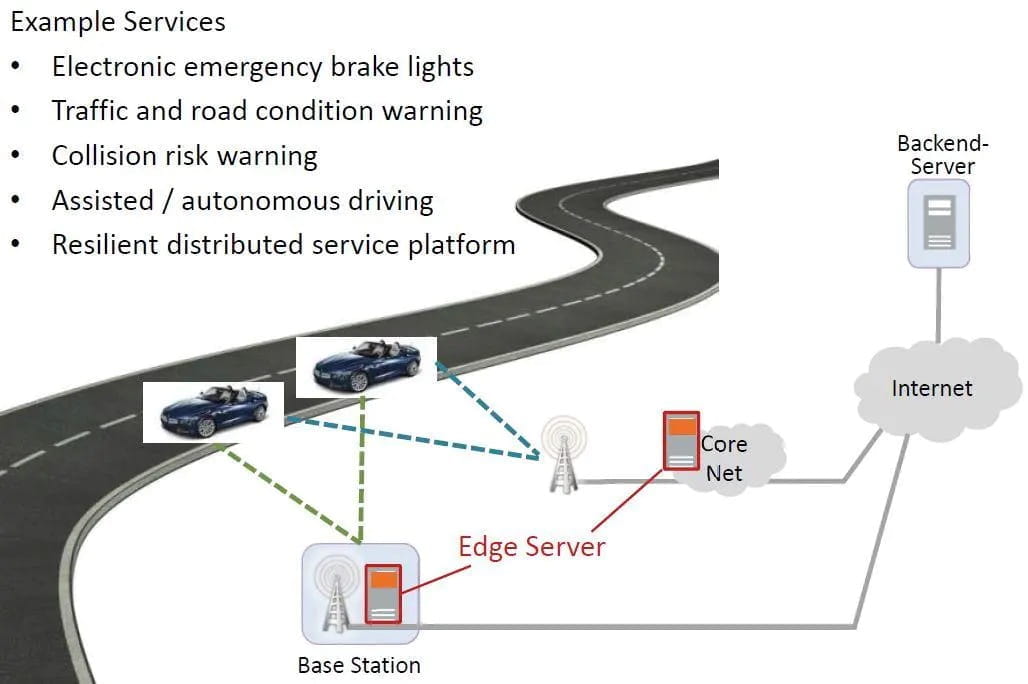 Example Services
• Electronic emergency brake lights
• Traffic and road condition warning
• Collision risk warning
• Assisted / autonomous driving
• Resilient distributed service platform
Backend-
Server
Internet
Core
Net
Edge Server
Base Station